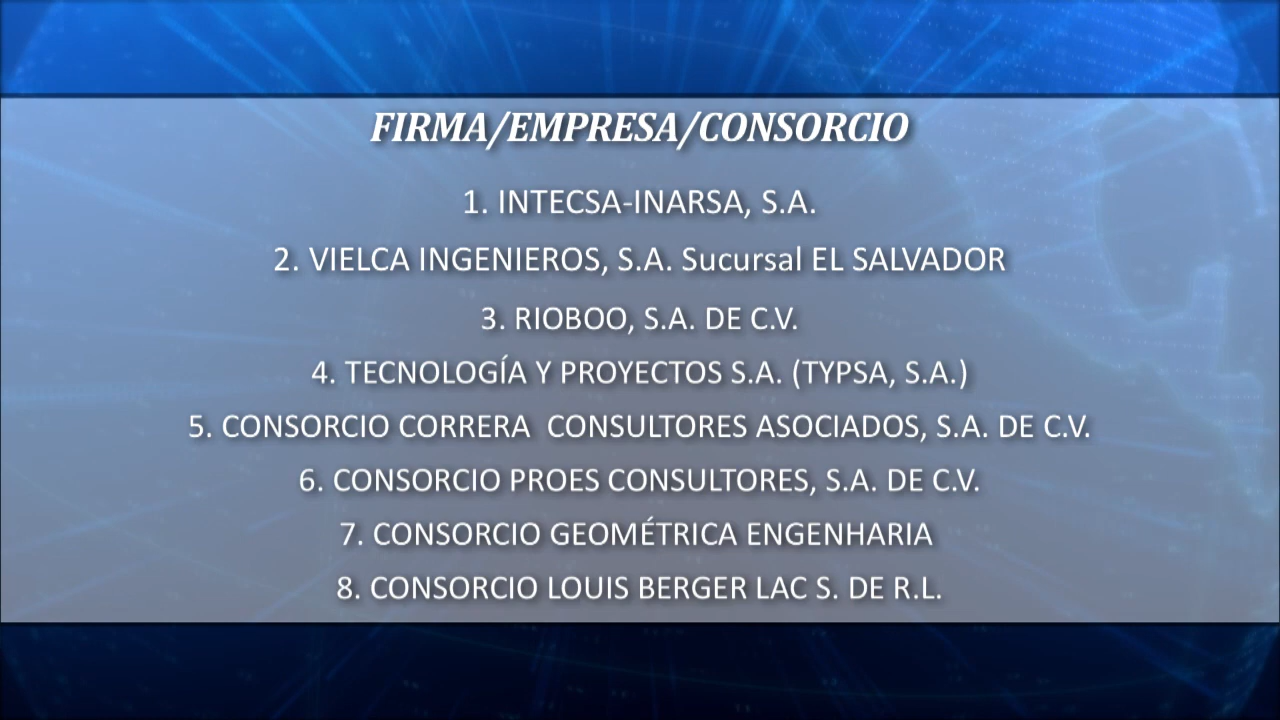 FIRMA/EMPRESA/CONSORCIO
1. INTECSA-INARSA, S.A.
2. VIELCA INGENIEROS, S.A. Sucursal EL SALVADOR
3. RIOBOO, S.A. DE C.V.
4. TECNOLOGÍA Y PROYECTOS S.A. (TYPSA, S.A.)
5. CONSORCIO CORRERA  CONSULTORES ASOCIADOS, S.A. DE C.V.
6. CONSORCIO PROES CONSULTORES, S.A. DE C.V.
7. CONSORCIO GEOMÉTRICA ENGENHARIA
8. CONSORCIO LOUIS BERGER LAC S. DE R.L.